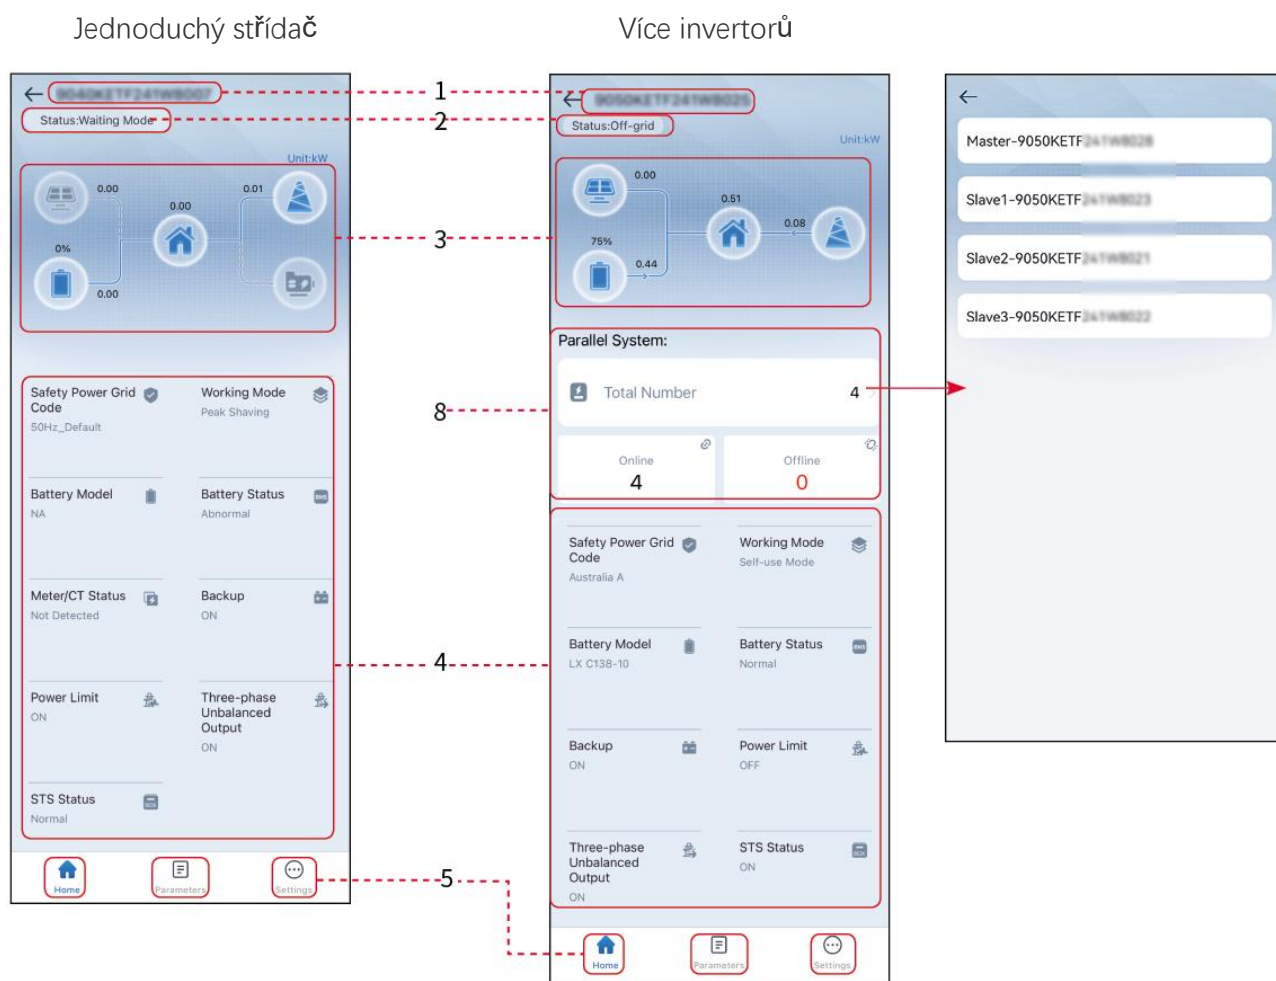 Jednoduchý střídač
Více invertorů
Status:Waiting Mode
Unit:kW
0.00
0.01
0.00
0%
0.00
Safety Power Grid
Code
50Hz_Default
Working Mode
Peak Shaving
Battery Model
NA
Battery Status
Abnormal
Meter/CT Status
Not Detected
Backup
ON
Power Limit
ON
Three-phase
Unbalanced
Output
ON
STS Status
Normal
Home
Parameters
Settings
1
2
3
8
4
5
Status:Off-grid
Unit:kW
0.00
0.51
0.08
75%
0.44
Parallel System:
Total Number
4
Online
4
Offline
0
Safety Power Grid
Code
Australia A
Working Mode
Self-use Mode
Battery Model
LX C138-10
Battery Status
Normal
Backup
ON
Power Limit
OFF
Three-phase
Unbalanced
Output
ON
STS Status
ON
Home
Parameters
Settings
Master-9050KETF
Slave1-9050KETF
Slave2-9050KETF
Slave3-9050KETF